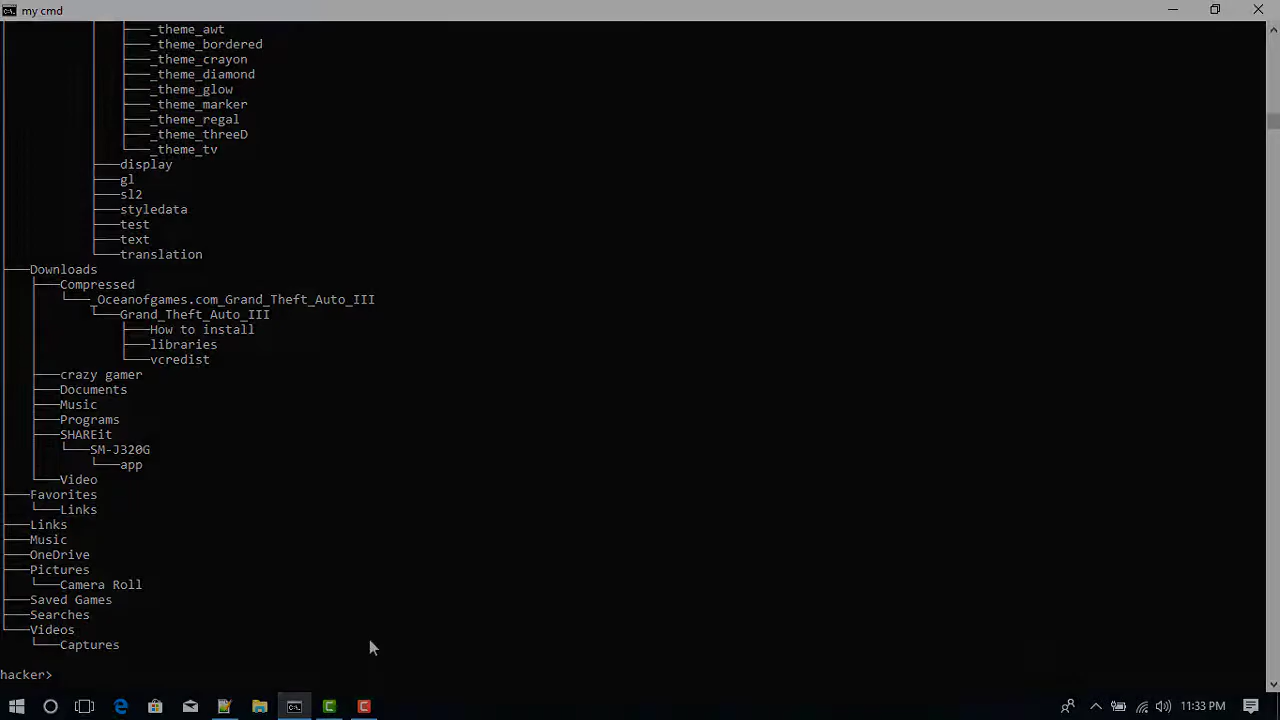 my cmd
_theme_awt
_theme_bordered
_theme_crayon
_theme_diamond
_theme_glow
_theme_marker
_theme_regal
_theme_threeD
_theme_tv
display
gl
sl2
styledata
test
text
translation
Downloads
Compressed
_Oceanofgames.com_Grand_Theft_Auto_III
Grand_Theft_Auto_III
How to install
libraries
vcredist
crazy gamer
Documents
Music
Programs
SHAREit
SM-J320G
app
Video
Favorites
Links
Links
Music
OneDrive
Pictures
Camera Roll
Saved Games
Searches
Videos
Captures
hacker>
11:33 PM